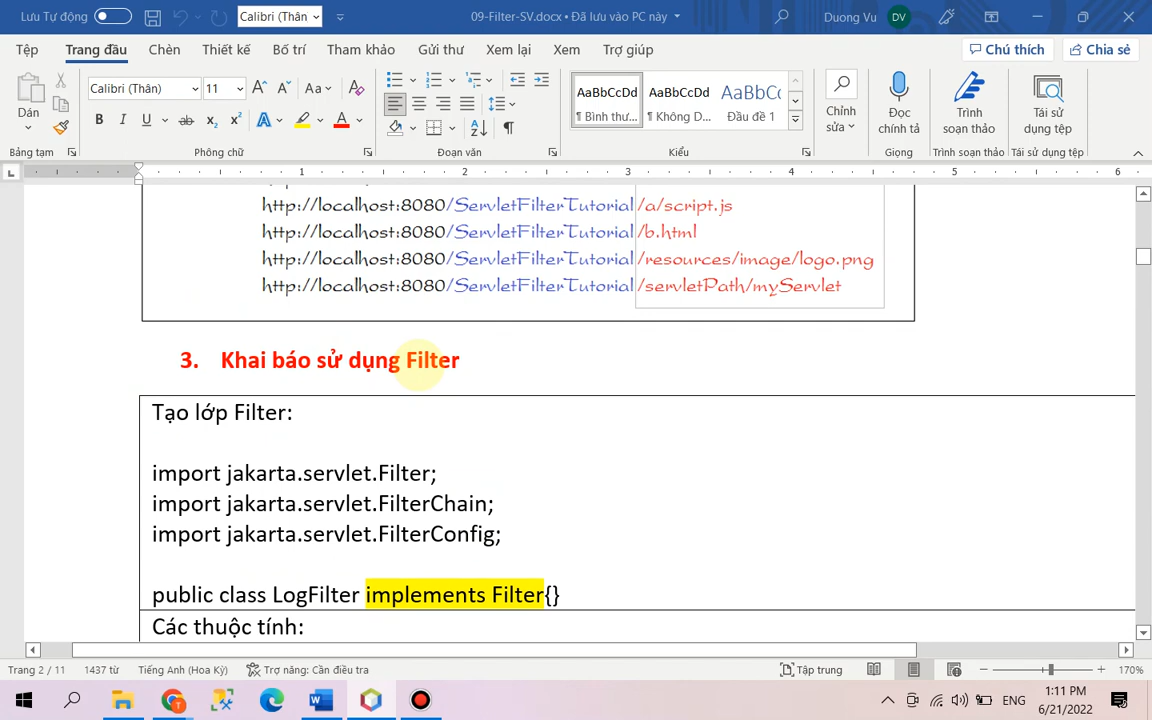 Lưu Tự động
Calibri (Thân
09-Filter-SV.docx • Đã lưu vào PC này
Duong Vu
DV
Tệp Trang đầu Chèn Thiết kế Bố trí Tham khảo Gửi thư Xem lại Xem Trợ giúp
Chú thích
Chia sẻ
Dán
Calibri (Thân)
11
AaBbCcDd
AaBbCcDd
AaBbCc
¶ Bình thư...
¶ Không D...
Đầu đề 1
Chỉnh sửa
Đọc chính tả
Trình soạn thảo
Tái sử dụng tệp
Bảng tạm
Phông chữ
Đoạn văn
Kiểu
Giọng
Trình soạn thảo
Tái sử dụng tệp
1 2 3 4 5 6
http://localhost:8080/ServletFilterTutorial/a/script.js
http://localhost:8080/ServletFilterTutorial/b.html
http://localhost:8080/ServletFilterTutorial/resources/image/logo.png
http://localhost:8080/ServletFilterTutorial/servletPath/myServlet
3. Khai báo sử dụng Filter
Tạo lớp Filter:
import jakarta.servlet.Filter;
import jakarta.servlet.FilterChain;
import jakarta.servlet.FilterConfig;
public class LogFilter implements Filter{}
Các thuộc tính:
Trang 2 / 11
1437 từ
Tiếng Anh (Hoa Kỳ)
Trợ năng: Cần điều tra
Tập trung
170%
ENG
1:11 PM
6/21/2022